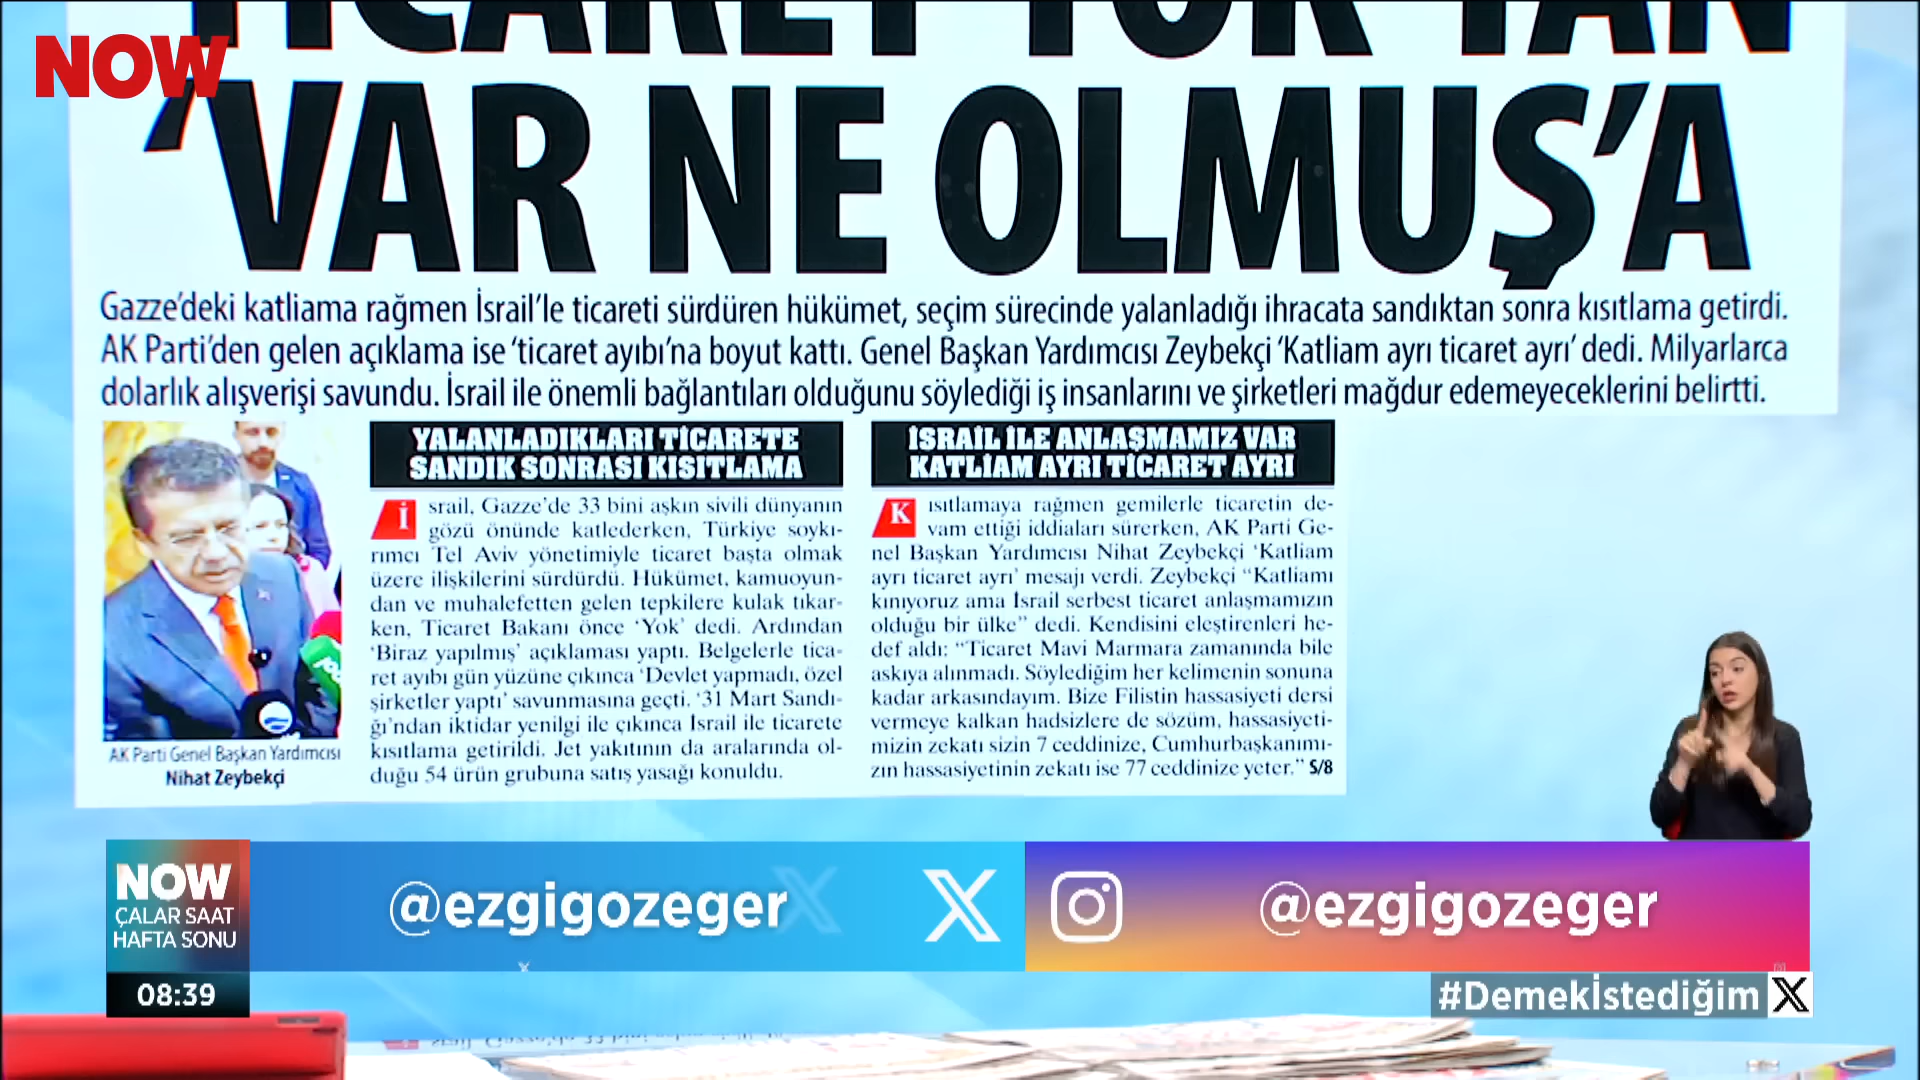 NOW
TİCARET YOK'TAN
'VAR NE OLMUŞ'A
Gazze'deki katliama rağmen İsrail'le ticareti sürdüren hükümet, seçim sürecinde yalanladığı ihracata sandıktan sonra kısıtlama getirdi.
AK Parti'den gelen açıklama ise 'ticaret ayıbı'na boyut kattı. Genel Başkan Yardımcısı Zeybekçi 'Katliam ayrı ticaret ayrı' dedi. Milyarlarca
dolarlık alışverişi savundu. İsrail ile önemli bağlantıları olduğunu söylediği iş insanlarını ve şirketleri mağdur edemeyeceklerini belirtti.
AK Parti Genel Başkan Yardımcısı
Nihat Zeybekçi
YALANLADIKLARI TİCARETE
SANDIK SONRASI KISITLAMA
İsrail, Gazze'de 33 bini aşkın sivili dünyanın
gözü önünde katlederken, Türkiye soykı-
rımcı Tel Aviv yönetimiyle ticaret başta olmak
üzere ilişkilerini sürdürdü. Hükümet, kamuoyun-
dan ve muhalefetten gelen tepkilere kulak tıkar-
ken, Ticaret Bakanı önce 'Yok' dedi. Ardından
'Biraz yapılmış' açıklaması yaptı. Belgelerle tica-
ret ayıbı gün yüzüne çıkınca 'Devlet yapmadı, özel
şirketler yaptı' savunmasına geçti. '31 Mart Sandı-
ğı'ndan iktidar yenilgi ile çıkınca İsrail ile ticarete
kısıtlama getirildi. Jet yakıtının da aralarında ol-
duğu 54 ürün grubuna satış yasağı konuldu.
İSRAİL İLE ANLAŞMAMIZ VAR
KATLİAM AYRI TİCARET AYRI
Kısıtlamaya rağmen gemilerle ticaretin de-
vam ettiği iddiaları sürerken, AK Parti Ge-
nel Başkan Yardımcısı Nihat Zeybekçi 'Katliam
ayrı ticaret ayrı' mesajı verdi. Zeybekçi "Katliamı
kınıyoruz ama İsrail serbest ticaret anlaşmamızın
olduğu bir ülke" dedi. Kendisini eleştirenleri he-
def aldı: "Ticaret Mavi Marmara zamanında bile
askıya alınmadı. Söylediğim her kelimenin sonuna
kadar arkasındayım. Bize Filistin hassasiyeti dersi
vermeye kalkan hadsizlere de sözüm, hassasiyeti-
mizin zekatı sizin 7 ceddinize, Cumhurbaşkanımı-
zın hassasiyetinin zekatı ise 77 ceddinize yeter." S/8
NOW
ÇALAR SAAT
HAFTA SONU
08:39
@ezgigozeger
@ezgigozeger
#Demekİstediğim